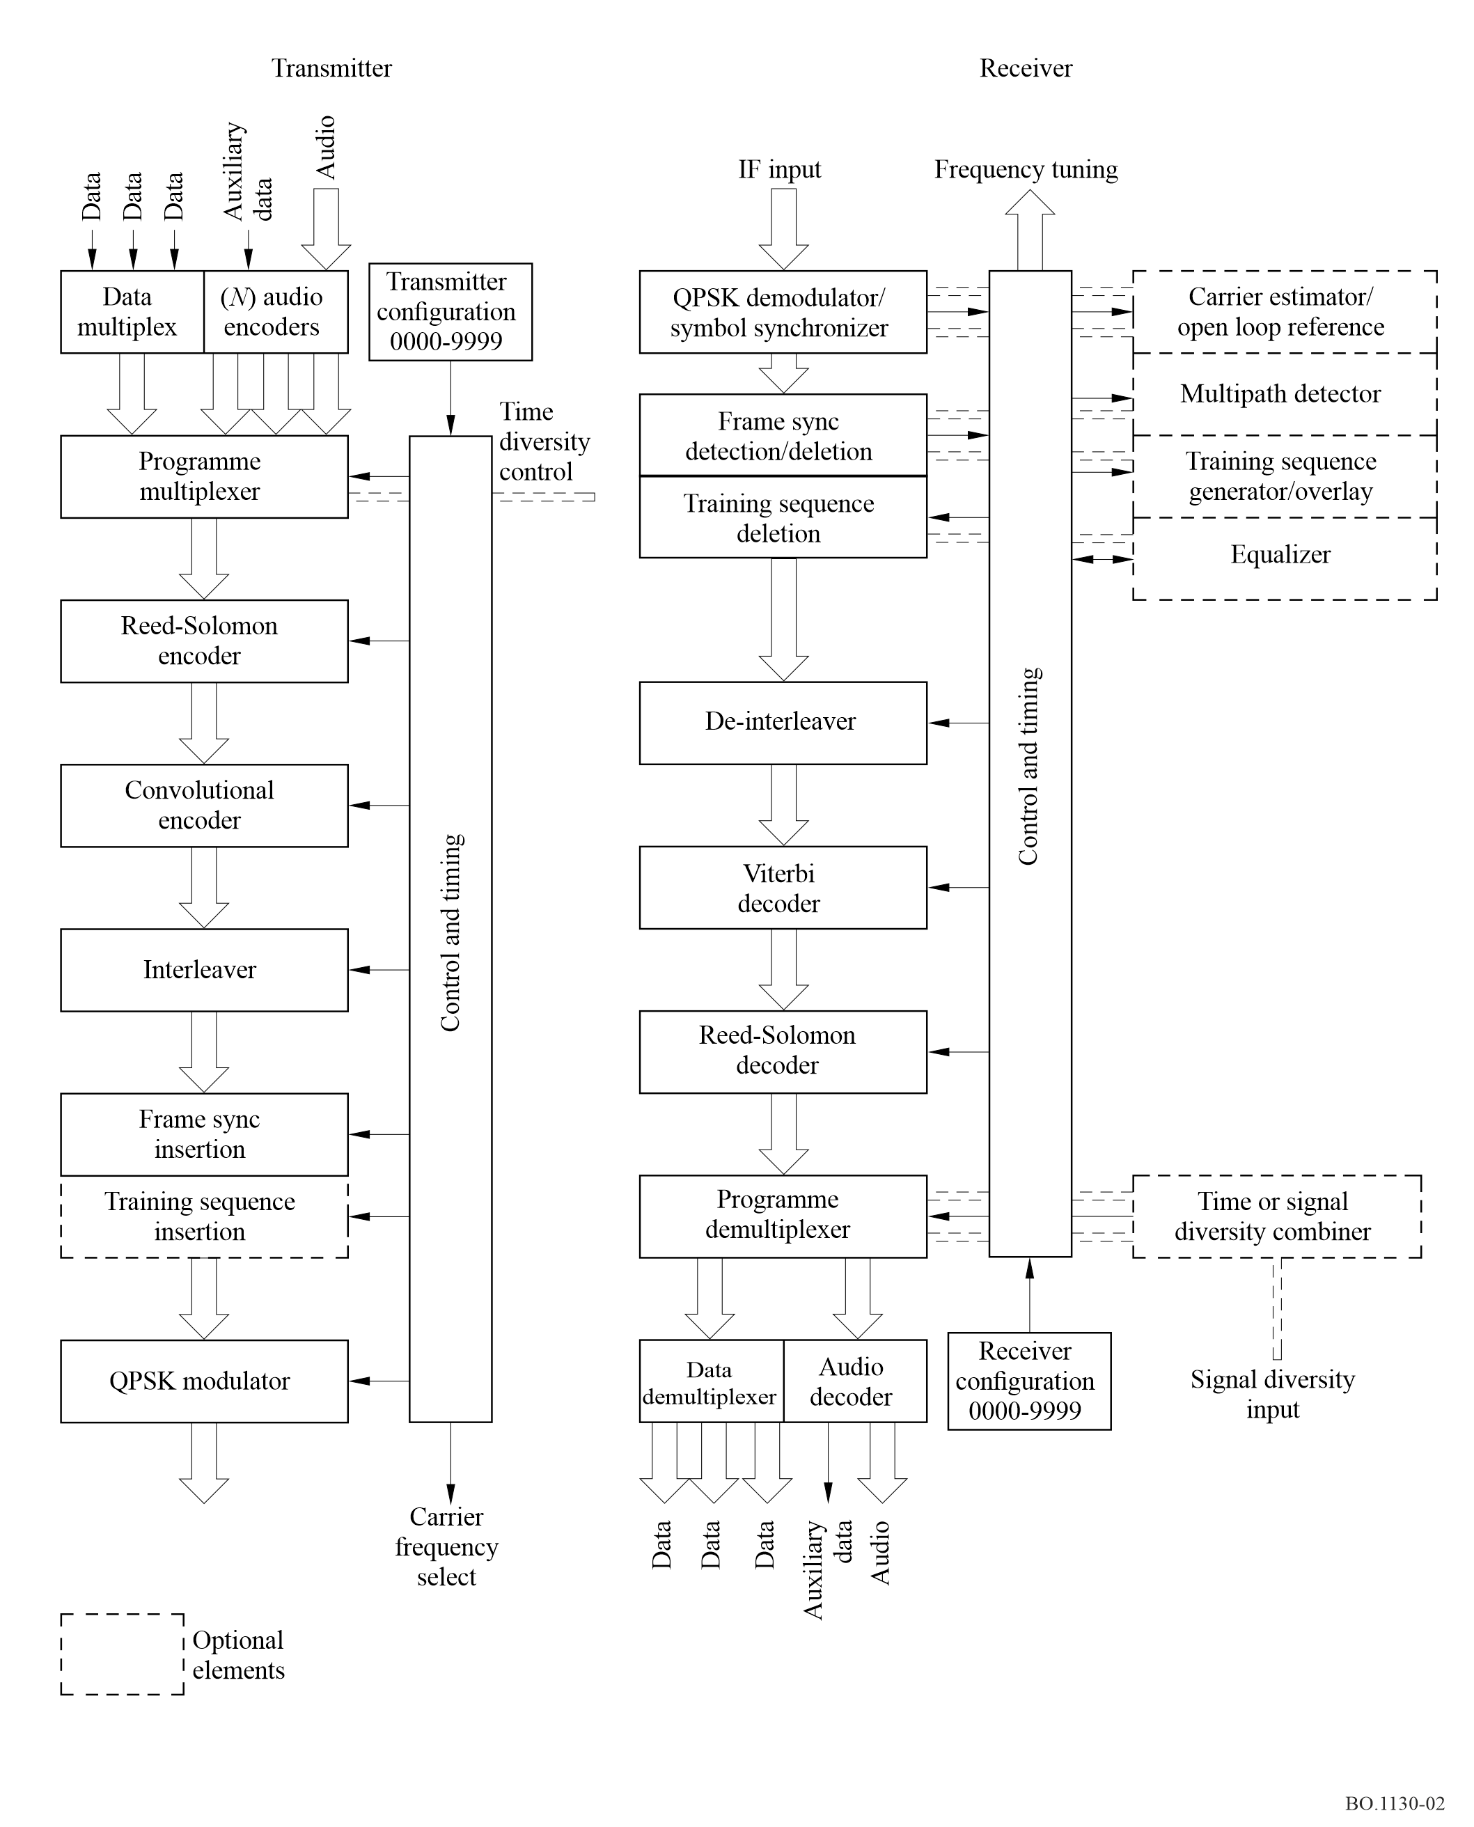 Transmitter
Data
Data
Data
Auxiliary
data
Audio
Data
multiplex
(N) audio
encoders
Transmitter
configuration
0000-9999
Time
diversity
control
Programme
multiplexer
Reed-Solomon
encoder
Convolutional
encoder
Interleaver
Frame sync
insertion
Training sequence
insertion
QPSK modulator
Control and timing
Carrier
frequency
select
Optional
elements
Receiver
IF input
Frequency tuning
QPSK demodulator/
symbol synchronizer
Frame sync
detection/deletion
Training sequence
deletion
De-interleaver
Viterbi
decoder
Reed-Solomon
decoder
Programme
demultiplexer
Data
demultiplexer
Audio
decoder
Data
Data
Data
Auxiliary
data
Audio
Control and timing
Receiver
configuration
0000-9999
Carrier estimator/
open loop reference
Multipath detector
Training sequence
generator/overlay
Equalizer
Time or signal
diversity combiner
Signal diversity
input
BO.1130-02